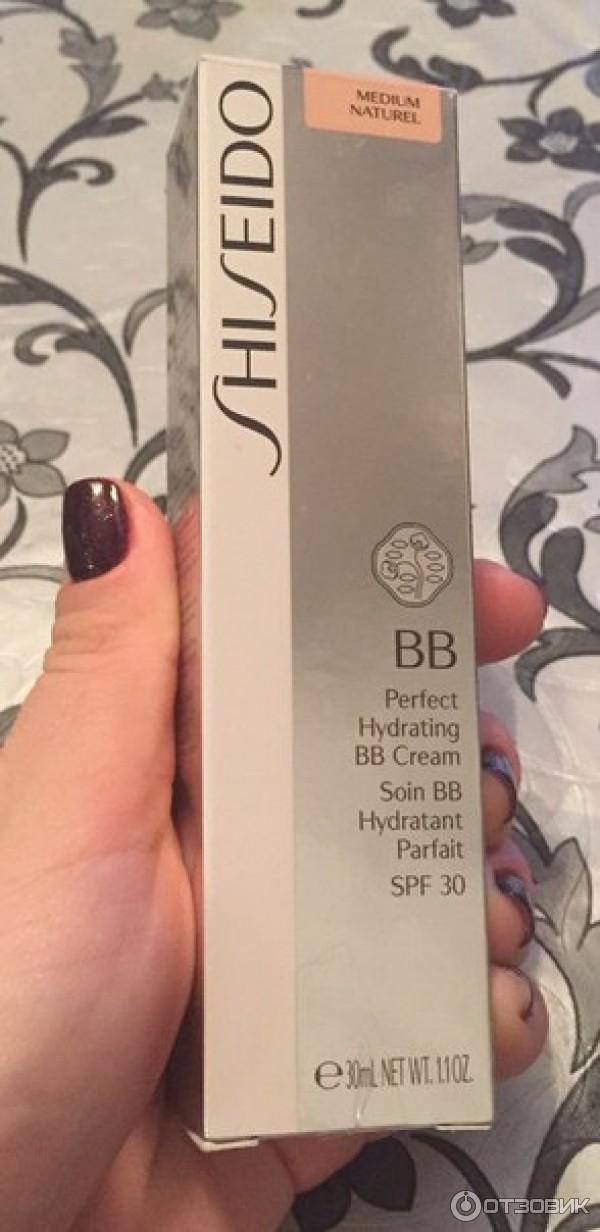 MEDIUM
NATUREL
SHISEIDO
BB
Perfect
Hydrating
BB Cream
Soin BB
Hydratant
Parfait
SPF 30
℮ 30mL NET WT. 1.1 OZ.
ОТЗОВИК